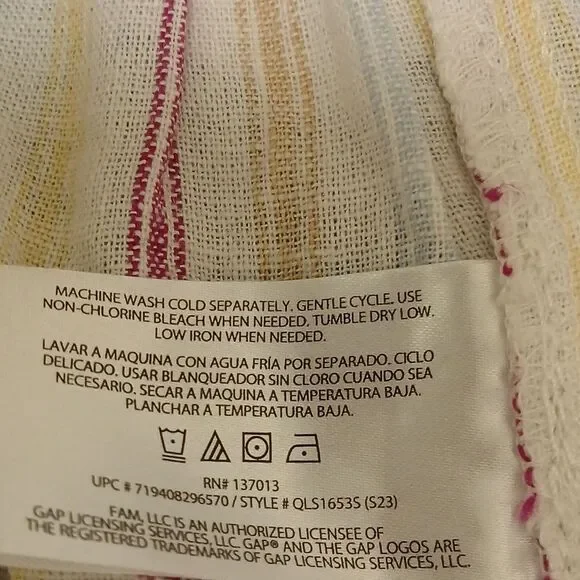 MACHINE WASH COLD SEPARATELY. GENTLE CYCLE. USE
NON-CHLORINE BLEACH WHEN NEEDED. TUMBLE DRY LOW.
LOW IRON WHEN NEEDED.
LAVAR A MAQUINA CON AGUA FRÍA POR SEPARADO. CICLO
DELICADO. USAR BLANQUEADOR SIN CLORO CUANDO SEA
NECESARIO. SECAR A MAQUINA A TEMPERATURA BAJA.
PLANCHAR A TEMPERATURA BAJA.
RN# 137013
UPC # 719408296570 / STYLE # QLS1653S (S23)
FAM, LLC IS AN AUTHORIZED LICENSEE OF
GAP LICENSING SERVICES, LLC. GAP® AND THE GAP LOGOS ARE
THE REGISTERED TRADEMARKS OF GAP LICENSING SERVICES, LLC.